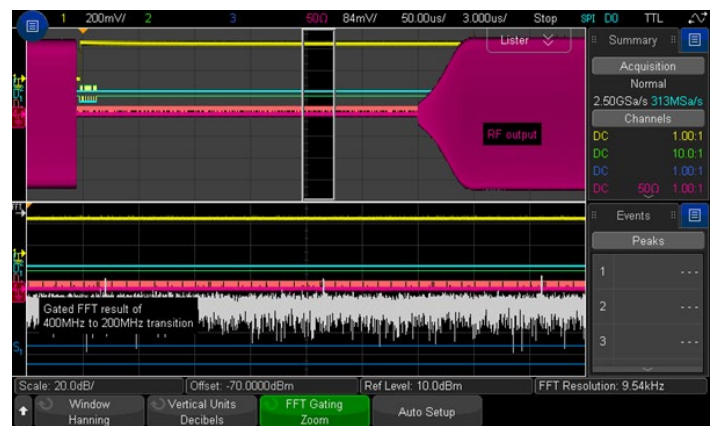 1 200mV/ 2 3 50Ω 84mV/ 50.00us/ 3.000us/ Stop SPI D0 TTL
Lister
Summary
Acquisition
Normal
2.50GSa/s 313MSa/s
Channels
DC 1.00:1
DC 10.0:1
DC 1.00:1
DC 50Ω 1.00:1
RF output
FFT
Events
Peaks
1 ---
2 ---
3 ---
Gated FFT result of
400MHz to 200MHz transition
S1
Scale: 20.0dB/ Offset: -70.0000dBm Ref Level: 10.0dBm FFT Resolution: 9.54kHz
Window
Hanning
Vertical Units
Decibels
FFT Gating
Zoom
Auto Setup